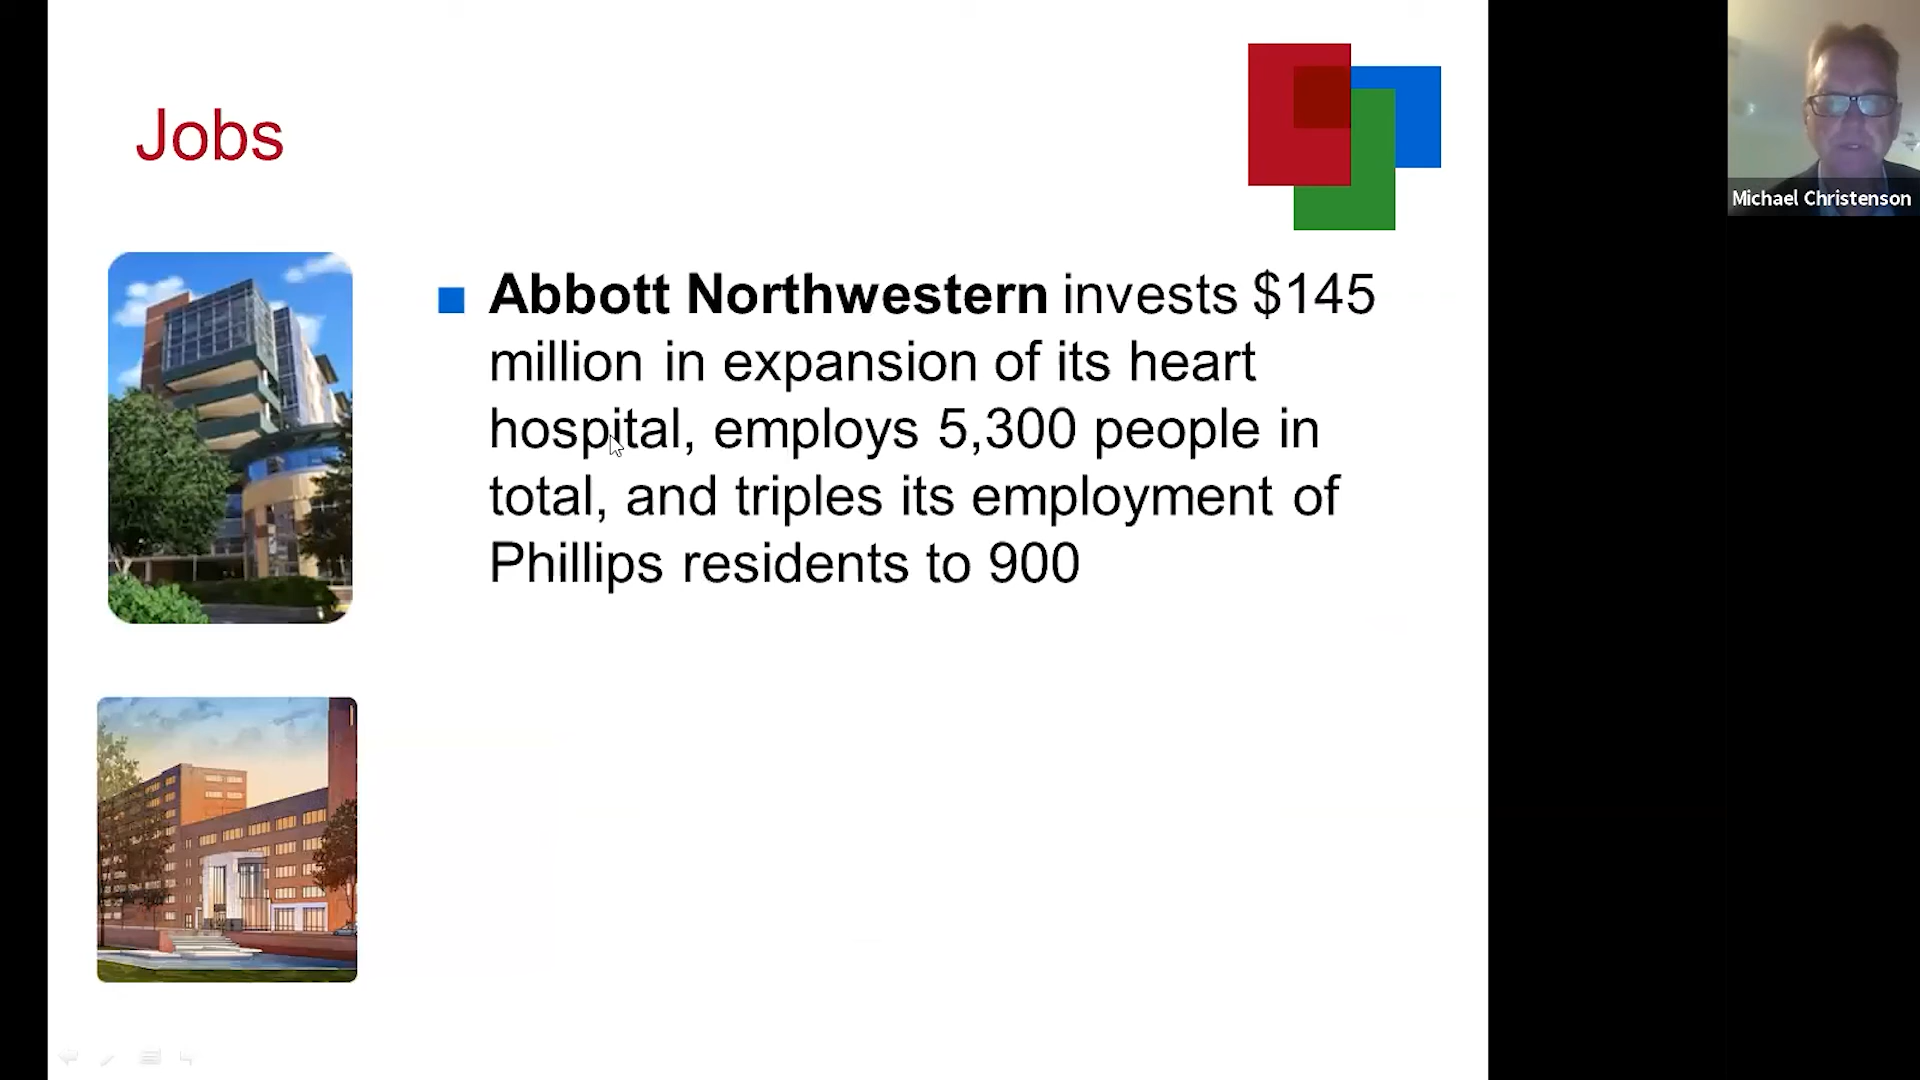 Jobs
Abbott Northwestern invests $145
million in expansion of its heart
hospital, employs 5,300 people in
total, and triples its employment of
Phillips residents to 900
Michael Christenson